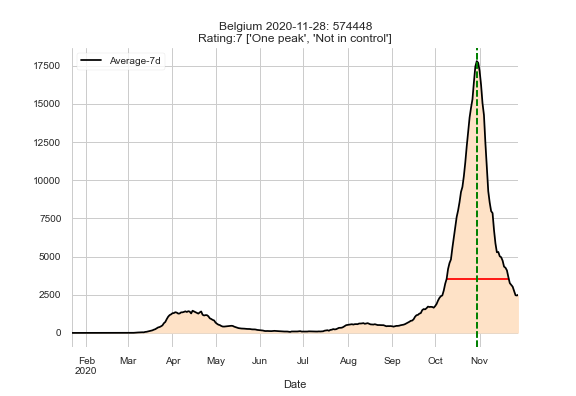 Belgium 2020-11-28: 574448
Rating:7 ['One peak', 'Not in control']
Average-7d
17500
15000
12500
10000
7500
5000
2500
0
Feb Mar Apr May Jun Jul Aug Sep Oct Nov
2020
Date